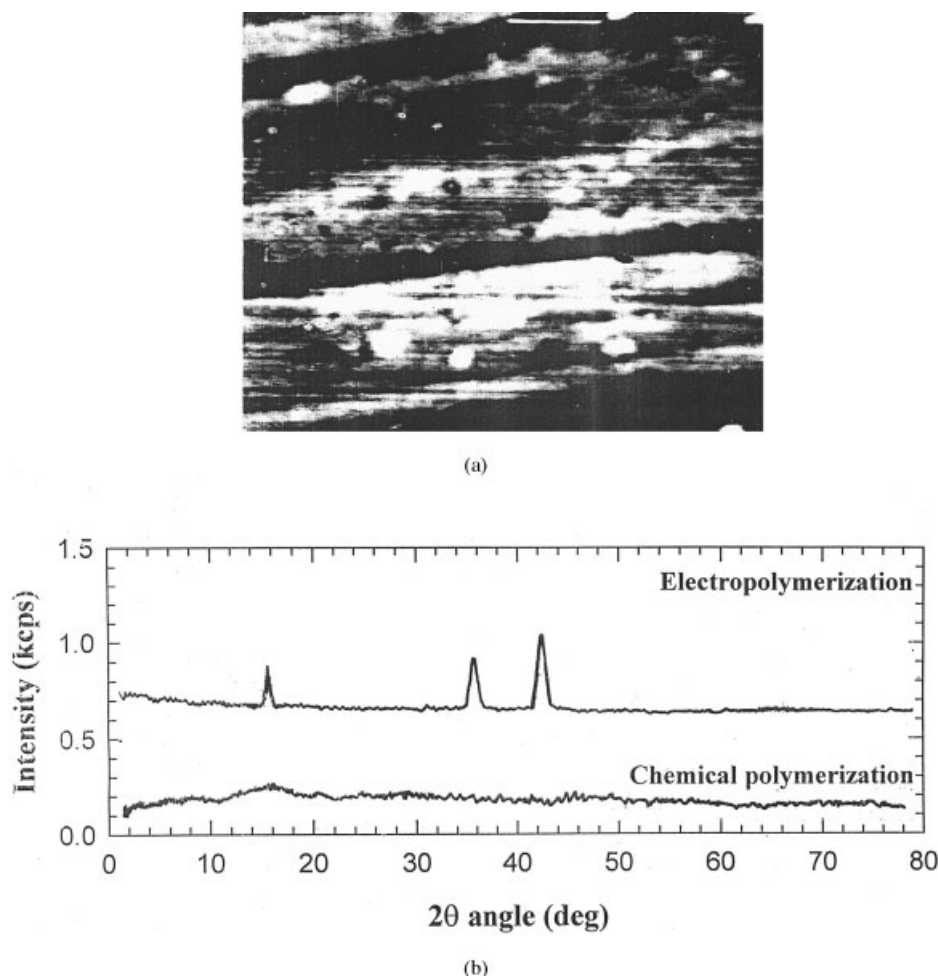 (a)
1.5
1.0
0.5
0.0
Intensity (kcps)
Electropolymerization
Chemical polymerization
0 10 20 30 40 50 60 70 80
2θ angle (deg)
(b)